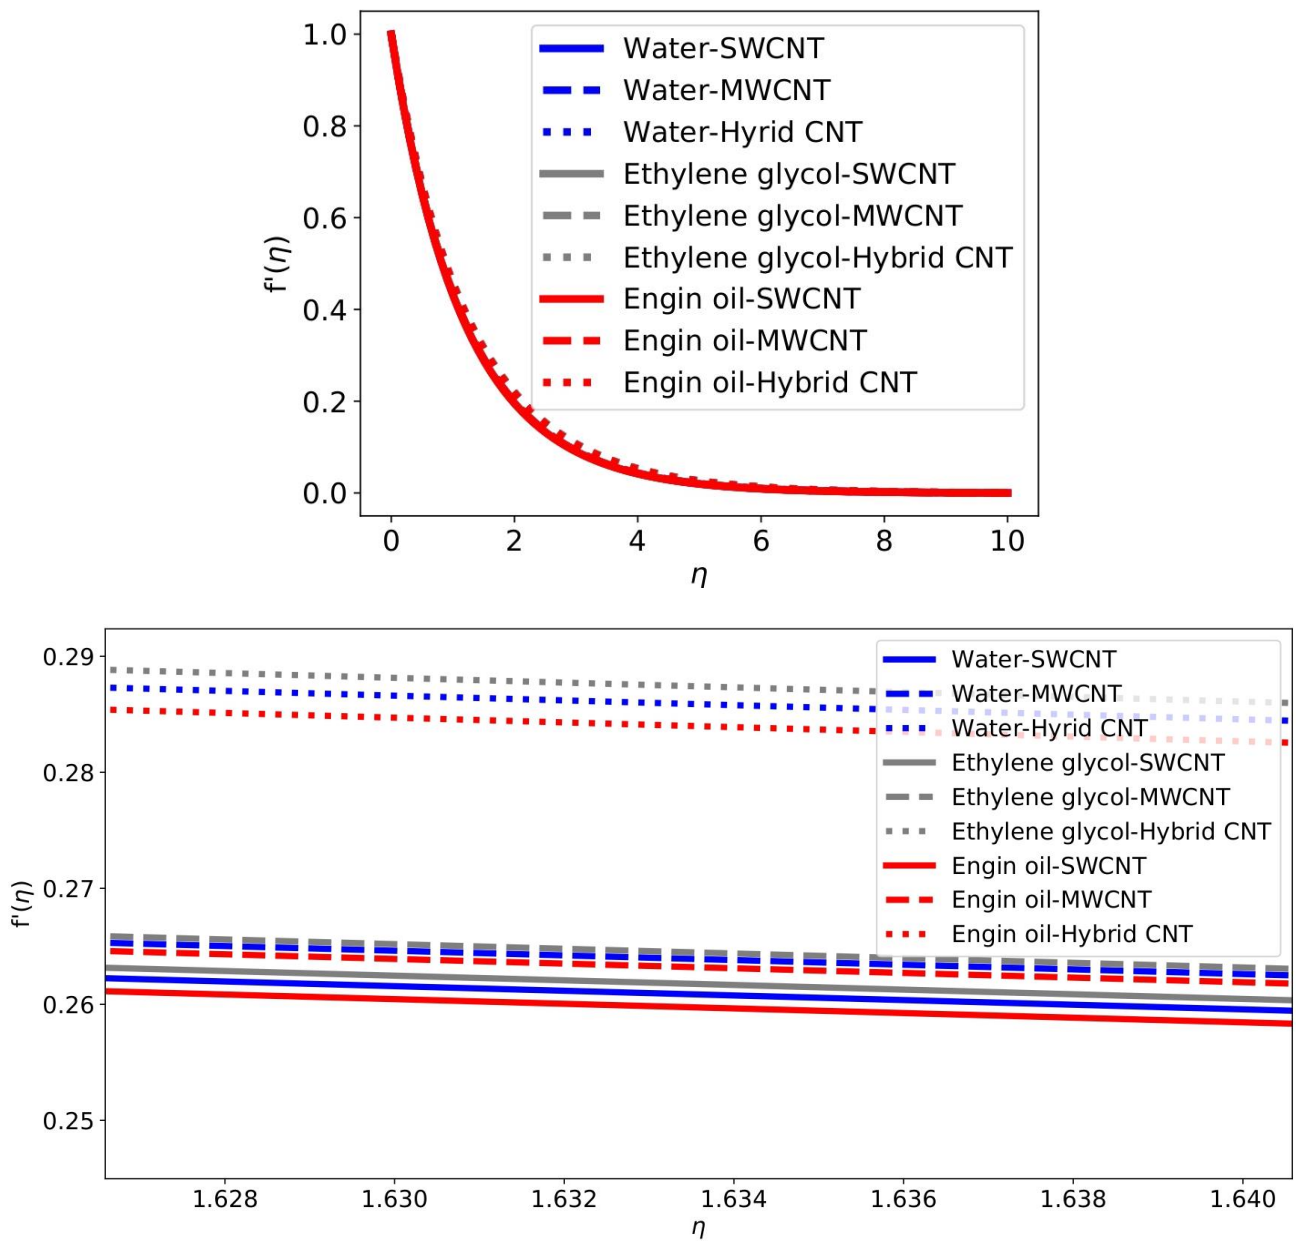 1.0
0.8
0.6
0.4
0.2
0.0
f'(η)
Water-SWCNT
Water-MWCNT
Water-Hyrid CNT
Ethylene glycol-SWCNT
Ethylene glycol-MWCNT
Ethylene glycol-Hybrid CNT
Engin oil-SWCNT
Engin oil-MWCNT
Engin oil-Hybrid CNT
0 2 4 6 8 10
η
0.29
0.28
0.27
0.26
0.25
f'(η)
Water-SWCNT
Water-MWCNT
Water-Hyrid CNT
Ethylene glycol-SWCNT
Ethylene glycol-MWCNT
Ethylene glycol-Hybrid CNT
Engin oil-SWCNT
Engin oil-MWCNT
Engin oil-Hybrid CNT
1.628 1.630 1.632 1.634 1.636 1.638 1.640
η